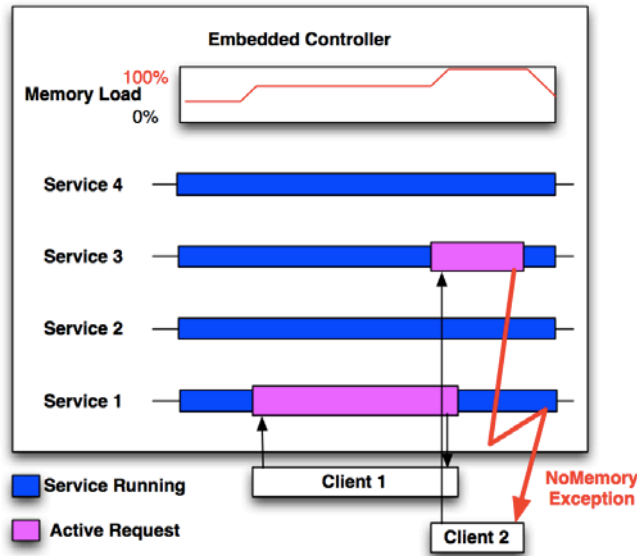 Embedded Controller
100%
Memory Load
0%
Service 4
Service 3
Service 2
Service 1
Service Running
Client 1
NoMemory
Exception
Active Request
Client 2